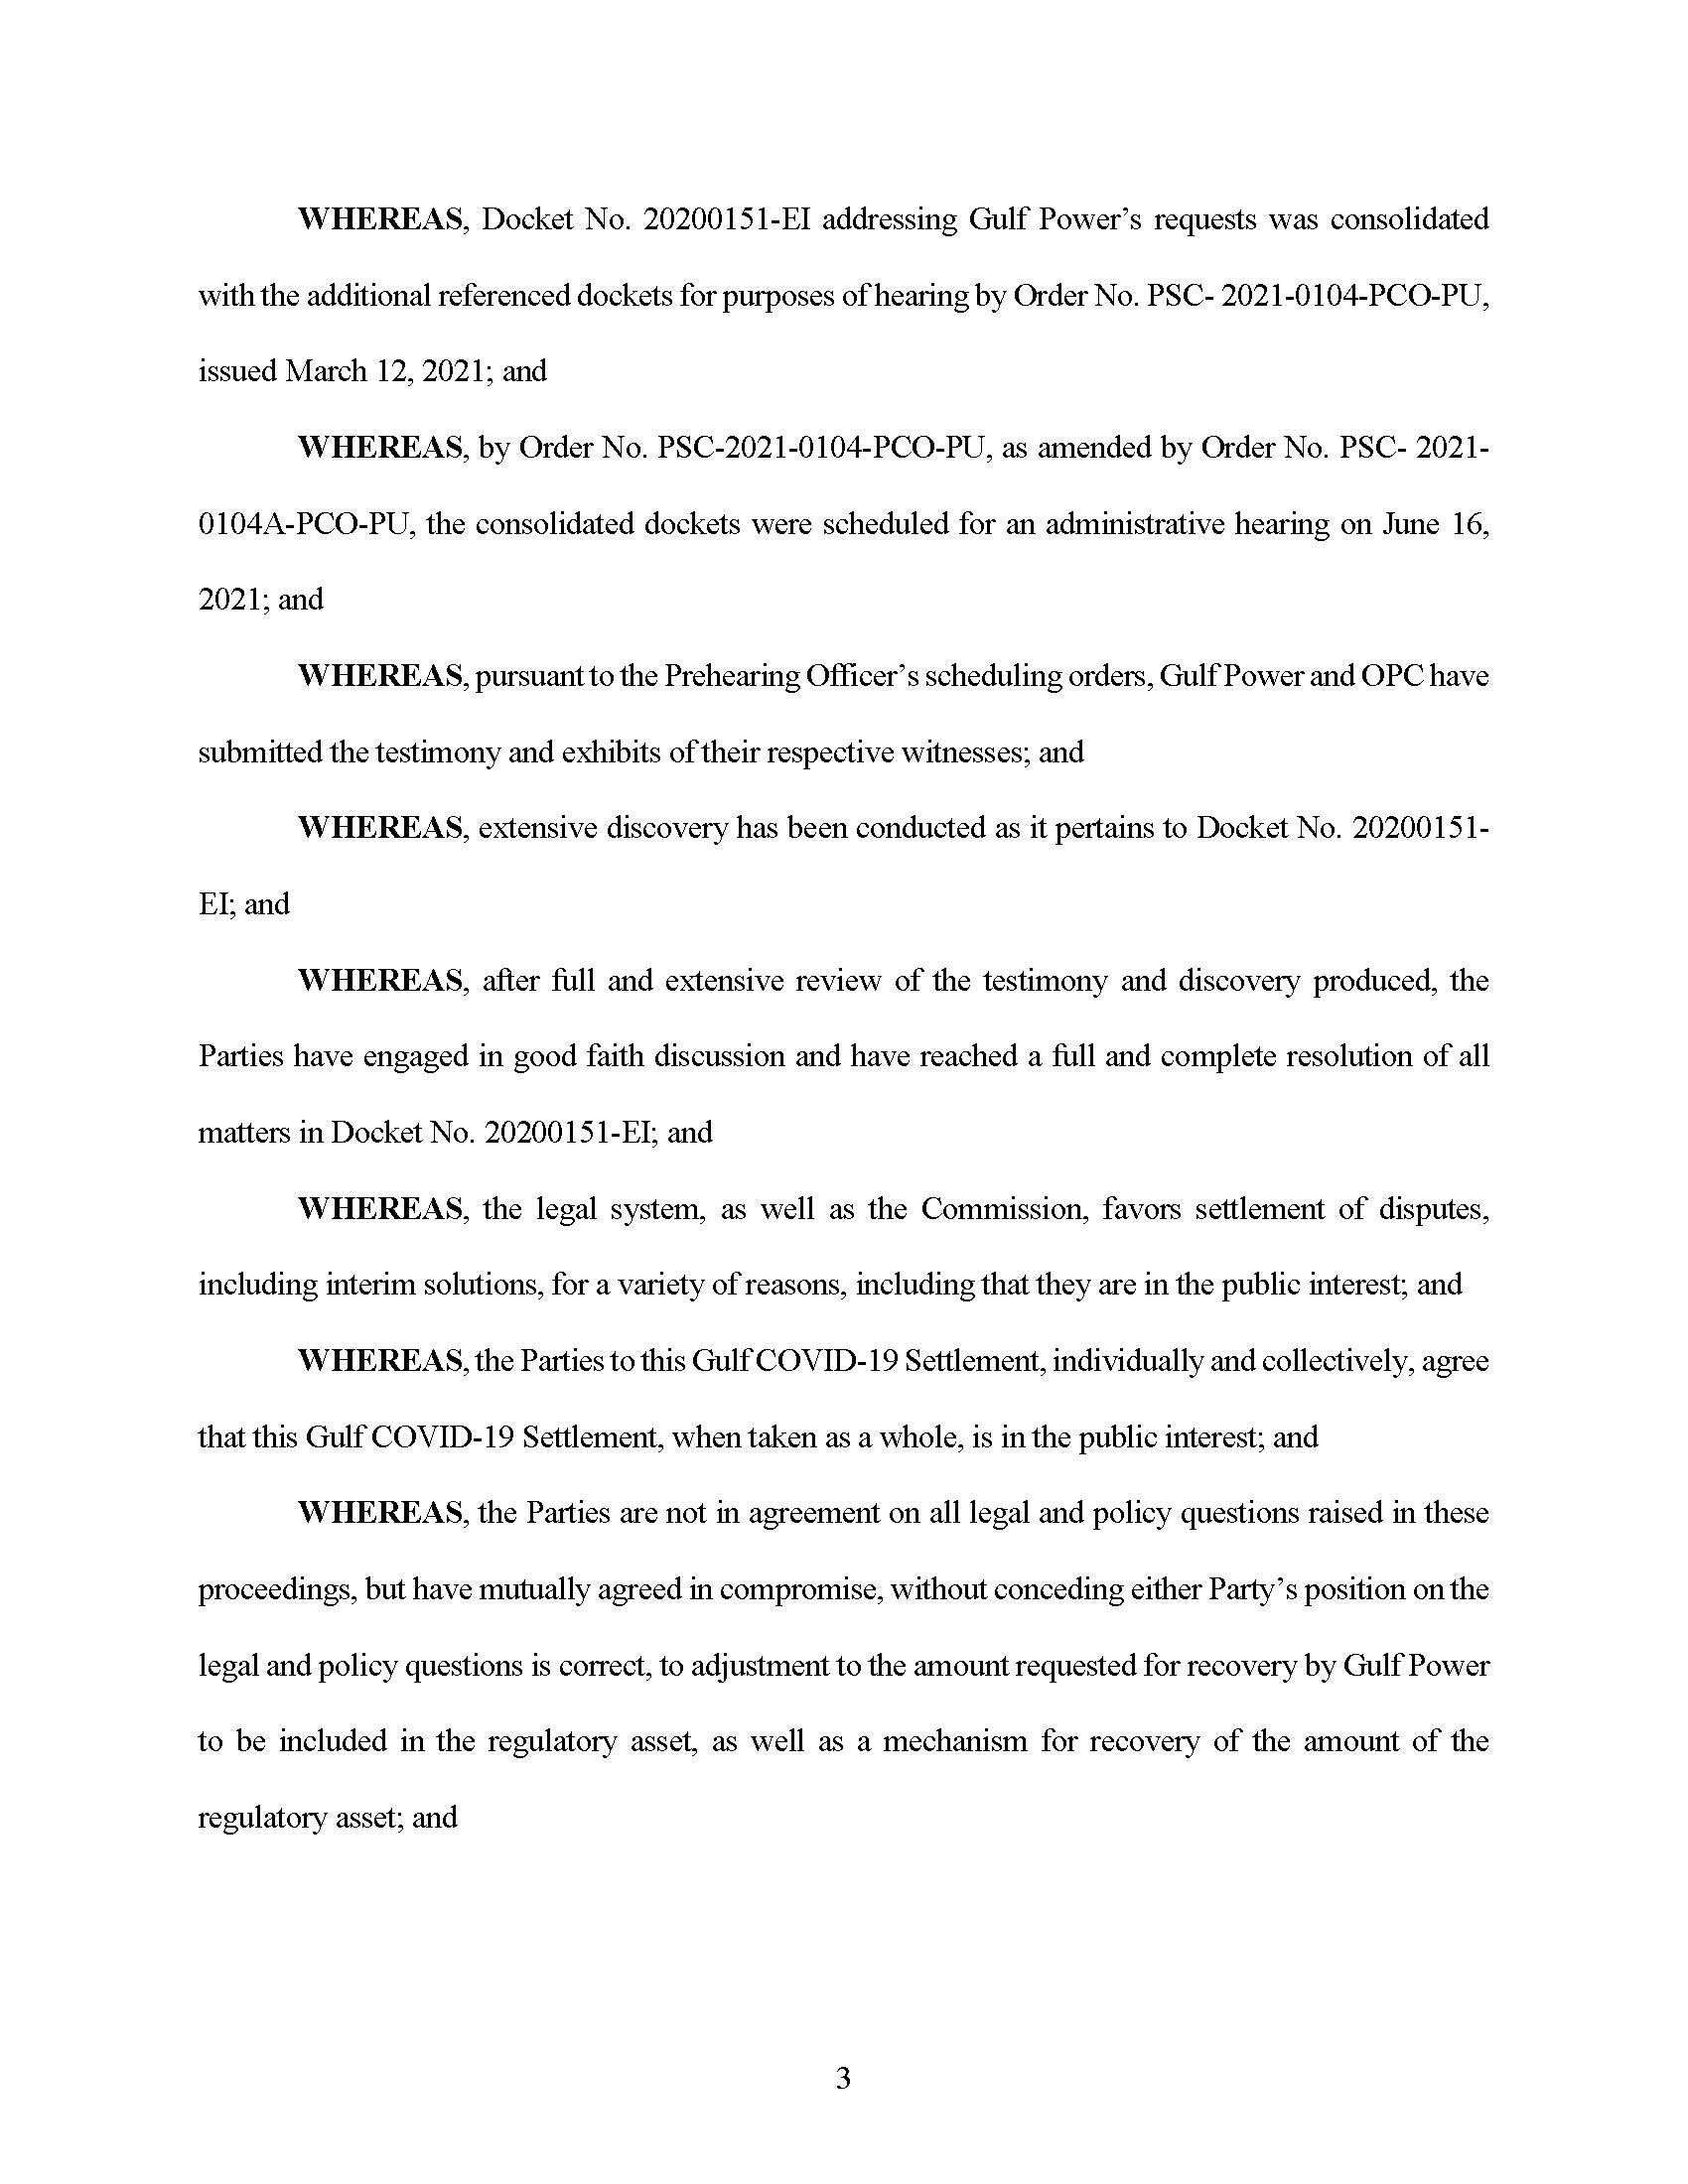 WHEREAS, Docket No. 20200151-EI addressing Gulf Power’s requests was consolidated
with the additional referenced dockets for purposes of hearing by Order No. PSC- 2021-0104-PCO-PU,
issued March 12, 2021; and
WHEREAS, by Order No. PSC-2021-0104-PCO-PU, as amended by Order No. PSC- 2021-
0104A-PCO-PU, the consolidated dockets were scheduled for an administrative hearing on June 16,
2021; and
WHEREAS, pursuant to the Prehearing Officer’s scheduling orders, Gulf Power and OPC have
submitted the testimony and exhibits of their respective witnesses; and
WHEREAS, extensive discovery has been conducted as it pertains to Docket No. 20200151-
EI; and
WHEREAS, after full and extensive review of the testimony and discovery produced, the
Parties have engaged in good faith discussion and have reached a full and complete resolution of all
matters in Docket No. 20200151-EI; and
WHEREAS, the legal system, as well as the Commission, favors settlement of disputes,
including interim solutions, for a variety of reasons, including that they are in the public interest; and
WHEREAS, the Parties to this Gulf COVID-19 Settlement, individually and collectively, agree
that this Gulf COVID-19 Settlement, when taken as a whole, is in the public interest; and
WHEREAS, the Parties are not in agreement on all legal and policy questions raised in these
proceedings, but have mutually agreed in compromise, without conceding either Party’s position on the
legal and policy questions is correct, to adjustment to the amount requested for recovery by Gulf Power
to be included in the regulatory asset, as well as a mechanism for recovery of the amount of the
regulatory asset; and
3